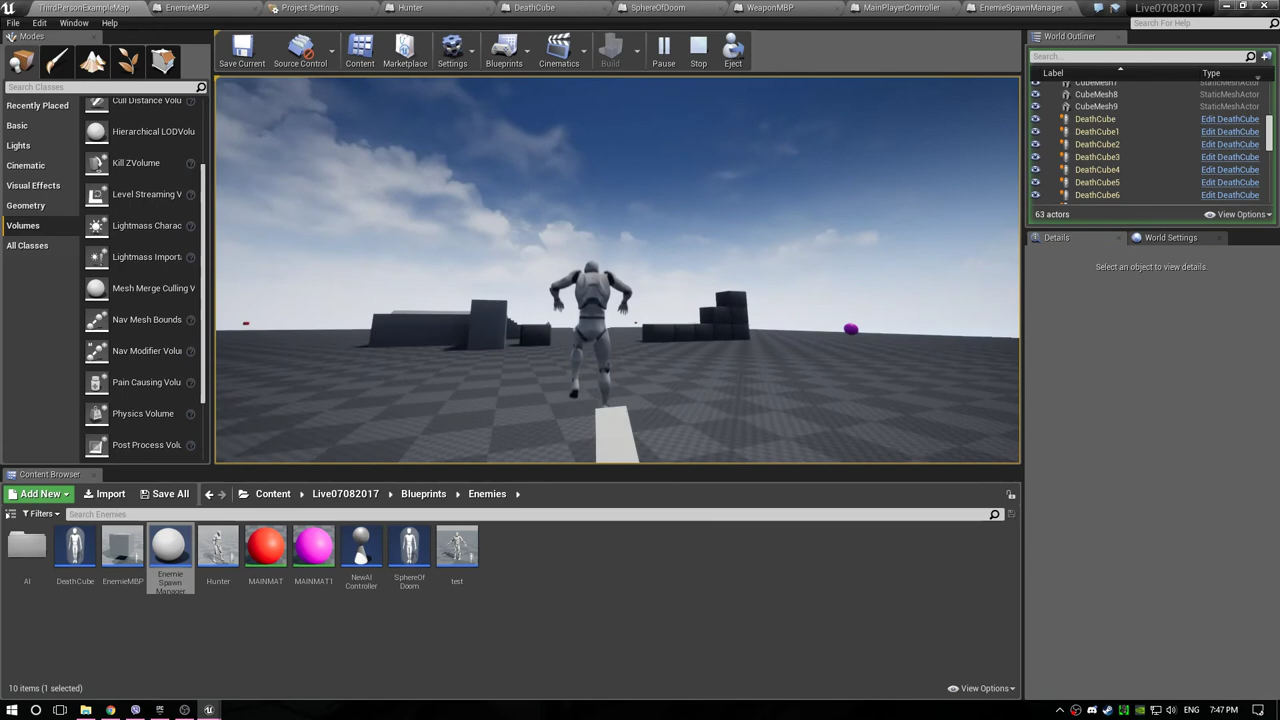 ThirdPersonExampleMap
EnemieMBP
Project Settings
Hunter
DeathCube
SphereOfDoom
WeaponMBP
MainPlayerController
EnemieSpawnManager
Live07082017
File Edit Window Help
Search For Help
Modes
Search Classes
Recently Placed
Basic
Lights
Cinematic
Visual Effects
Geometry
Volumes
All Classes
Cull Distance Volu
Hierarchical LODVolu
Kill ZVolume
Level Streaming V
Lightmass Charac
Lightmass Import
Mesh Merge Culling V
Nav Mesh Bounds
Nav Modifier Volu
Pain Causing Volu
Physics Volume
Post Process Volu
Save Current
Source Control
Content
Marketplace
Settings
Blueprints
Cinematics
Build
Pause
Stop
Eject
World Outliner
Search...
Label Type
CubeMesh7 StaticMeshActor
CubeMesh8 StaticMeshActor
CubeMesh9 StaticMeshActor
DeathCube Edit DeathCube
DeathCube1 Edit DeathCube
DeathCube2 Edit DeathCube
DeathCube3 Edit DeathCube
DeathCube4 Edit DeathCube
DeathCube5 Edit DeathCube
DeathCube6 Edit DeathCube
63 actors View Options
Details World Settings
Select an object to view details.
Content Browser
Add New Import Save All Content Live07082017 Blueprints Enemies
Filters Search Enemies
AI
DeathCube
EnemieMBP
Enemie
Spawn
Manager
Hunter
MAINMAT
MAINMAT1
NewAI
Controller
SphereOf
Doom
test
10 items (1 selected) View Options
ENG 7:47 PM